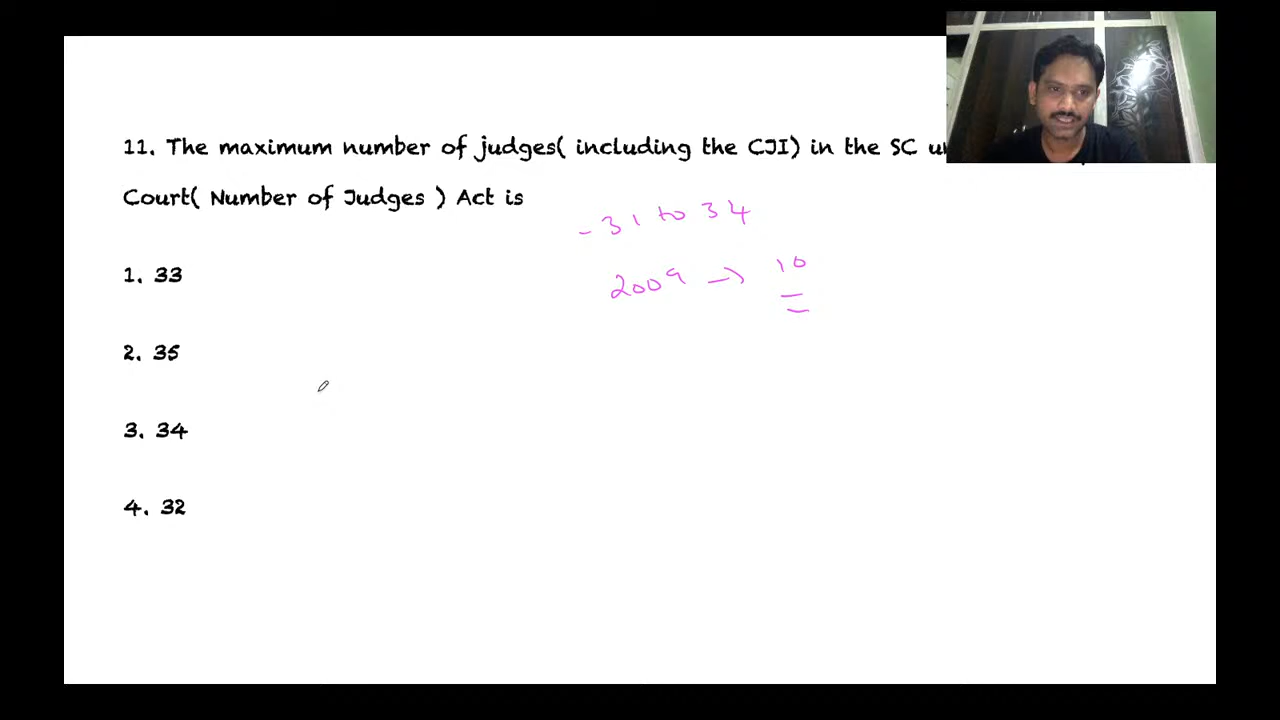 11. The maximum number of judges( including the CJI) in the SC
Court( Number of Judges ) Act is
- 31 to 34
1. 33
2009 → 10
2. 35
3. 34
4. 32